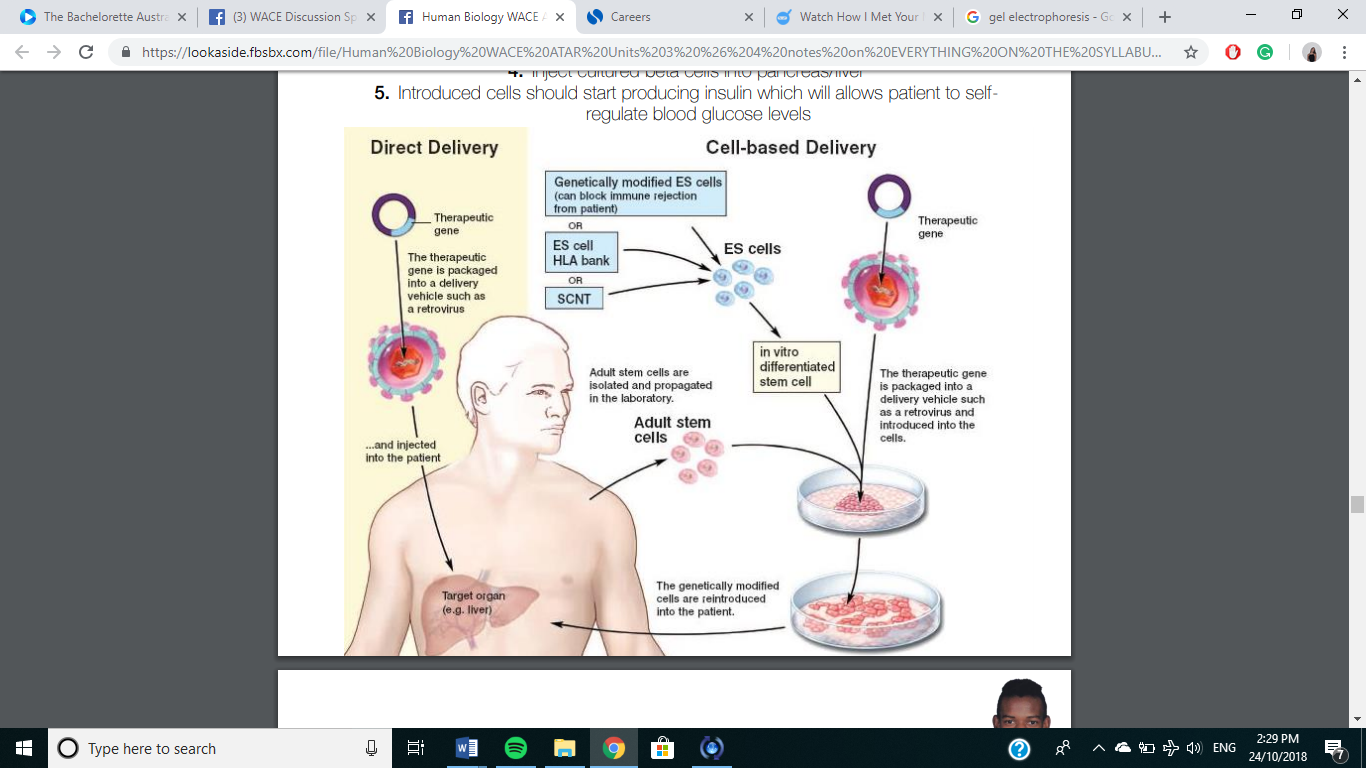 The Bachelorette Austra
(3) WACE Discussion Sp
Human Biology WACE A
Careers
Watch How I Met Your
gel electrophoresis - Go
https://lookaside.fbsbx.com/file/Human%20Biology%20WACE%20ATAR%20Units%203%20%26%204%20notes%20on%20EVERYTHING%20ON%20THE%20SYLLABU...
4. Inject cultured beta cells into pancreas/liver
5. Introduced cells should start producing insulin which will allows patient to self-
regulate blood glucose levels
Direct Delivery
Therapeutic
gene
The therapeutic
gene is packaged
into a delivery
vehicle such as
a retrovirus
...and injected
into the patient
Target organ
(e.g. liver)
Cell-based Delivery
Genetically modified ES cells
(can block immune rejection
from patient)
OR
ES cell
HLA bank
OR
SCNT
ES cells
in vitro
differentiated
stem cell
Adult stem cells are
isolated and propagated
in the laboratory.
Adult stem
cells
Therapeutic
gene
The therapeutic gene
is packaged into a
delivery vehicle such
as a retrovirus and
introduced into the
cells.
The genetically modified
cells are reintroduced
into the patient.
Type here to search
ENG
2:29 PM
24/10/2018
7